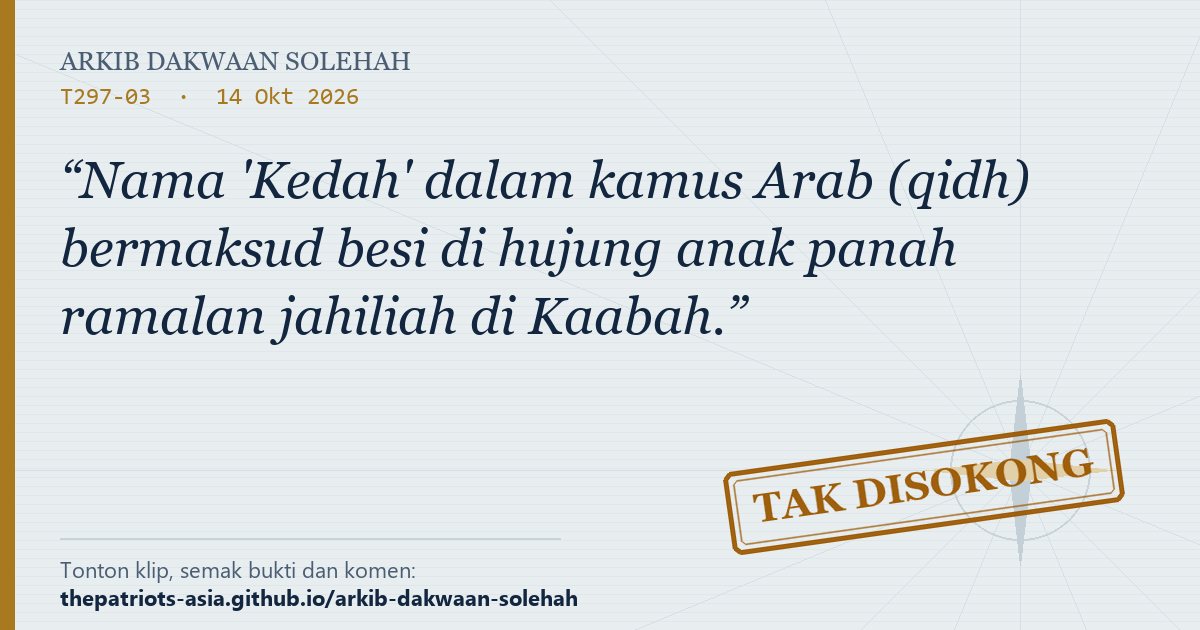 ARKIB DAKWAAN SOLEHAH
T297-03 · 14 Okt 2026
“Nama 'Kedah' dalam kamus Arab (qidh)
bermaksud besi di hujung anak panah
ramalan jahiliah di Kaabah.”
TAK DISOKONG
Tonton klip, semak bukti dan komen:
thepatriots-asia.github.io/arkib-dakwaan-solehah